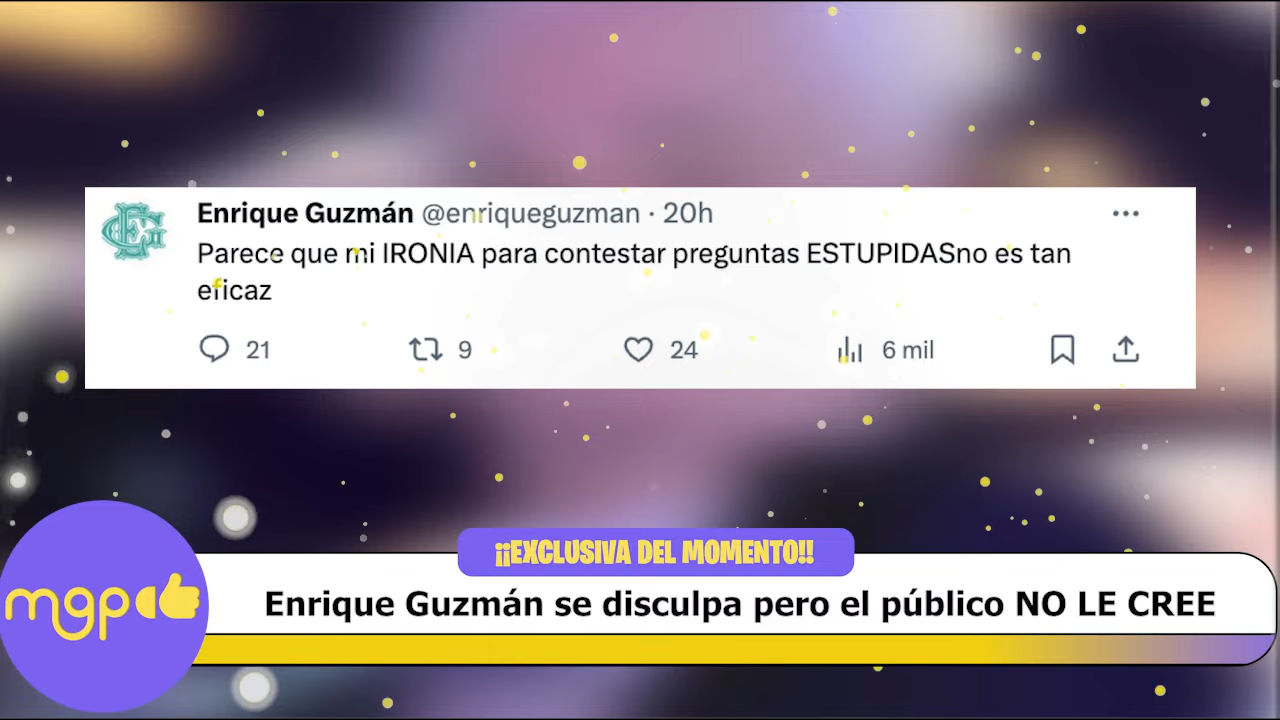 Enrique Guzmán @enriqueguzman · 20h
Parece que mi IRONIA para contestar preguntas ESTUPIDASno es tan
eficaz
21 9 24 6 mil
¡¡EXCLUSIVA DEL MOMENTO!!
mgp
Enrique Guzmán se disculpa pero el público NO LE CREE